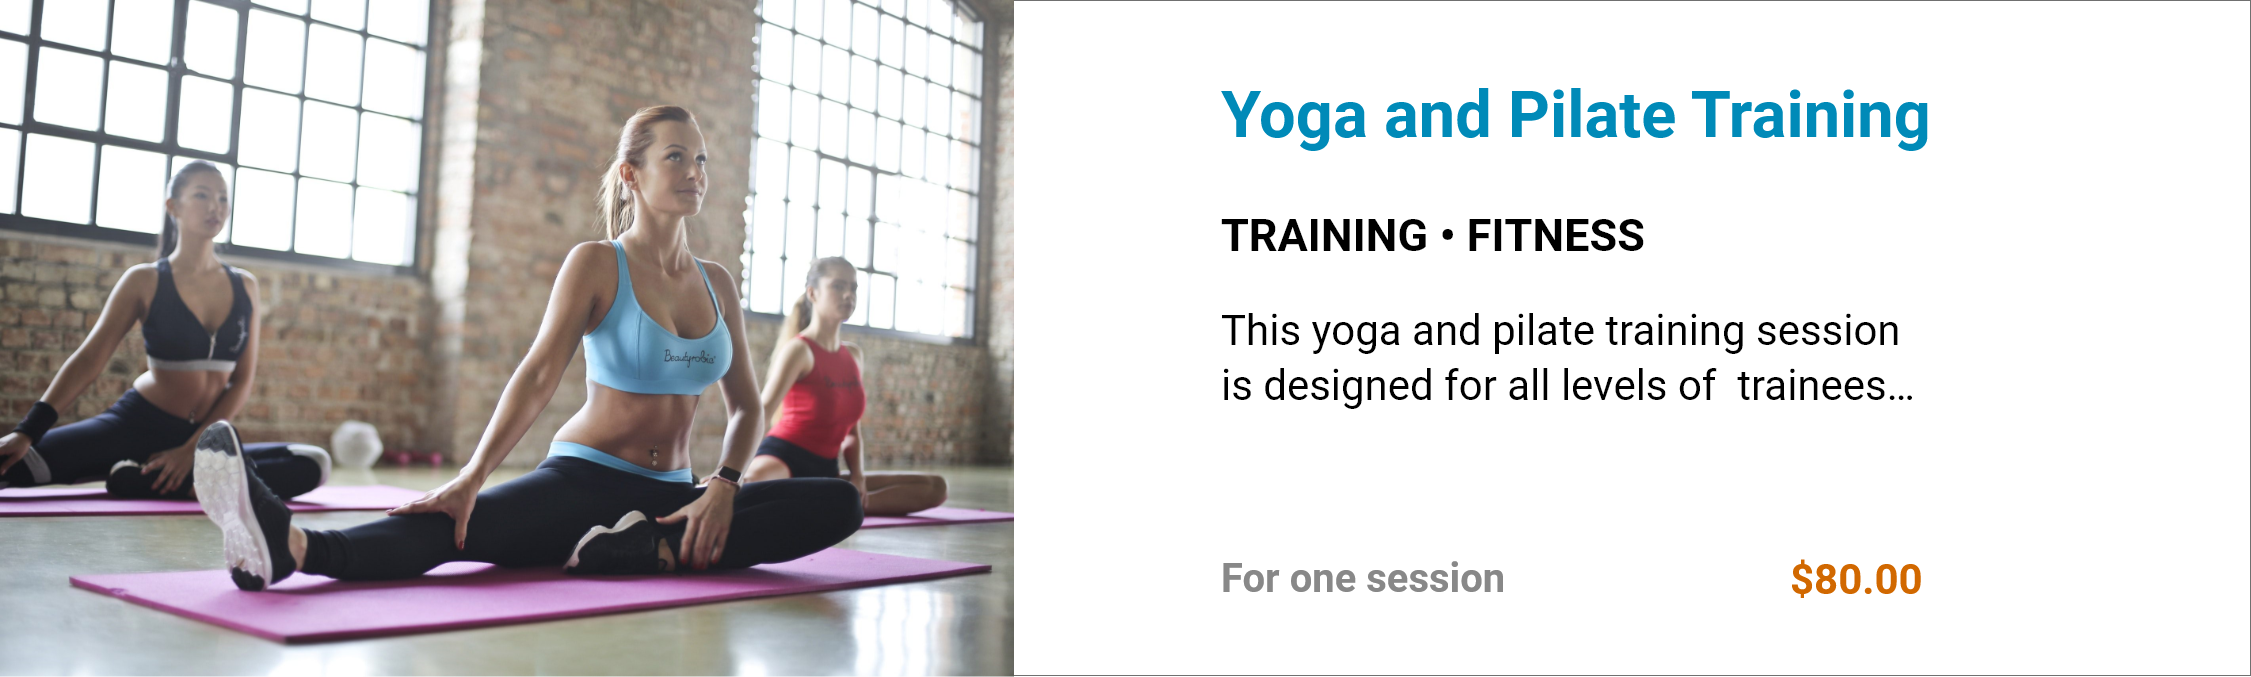 Yoga and Pilate Training
TRAINING • FITNESS
This yoga and pilate training session
is designed for all levels of trainees...
For one session
$80.00